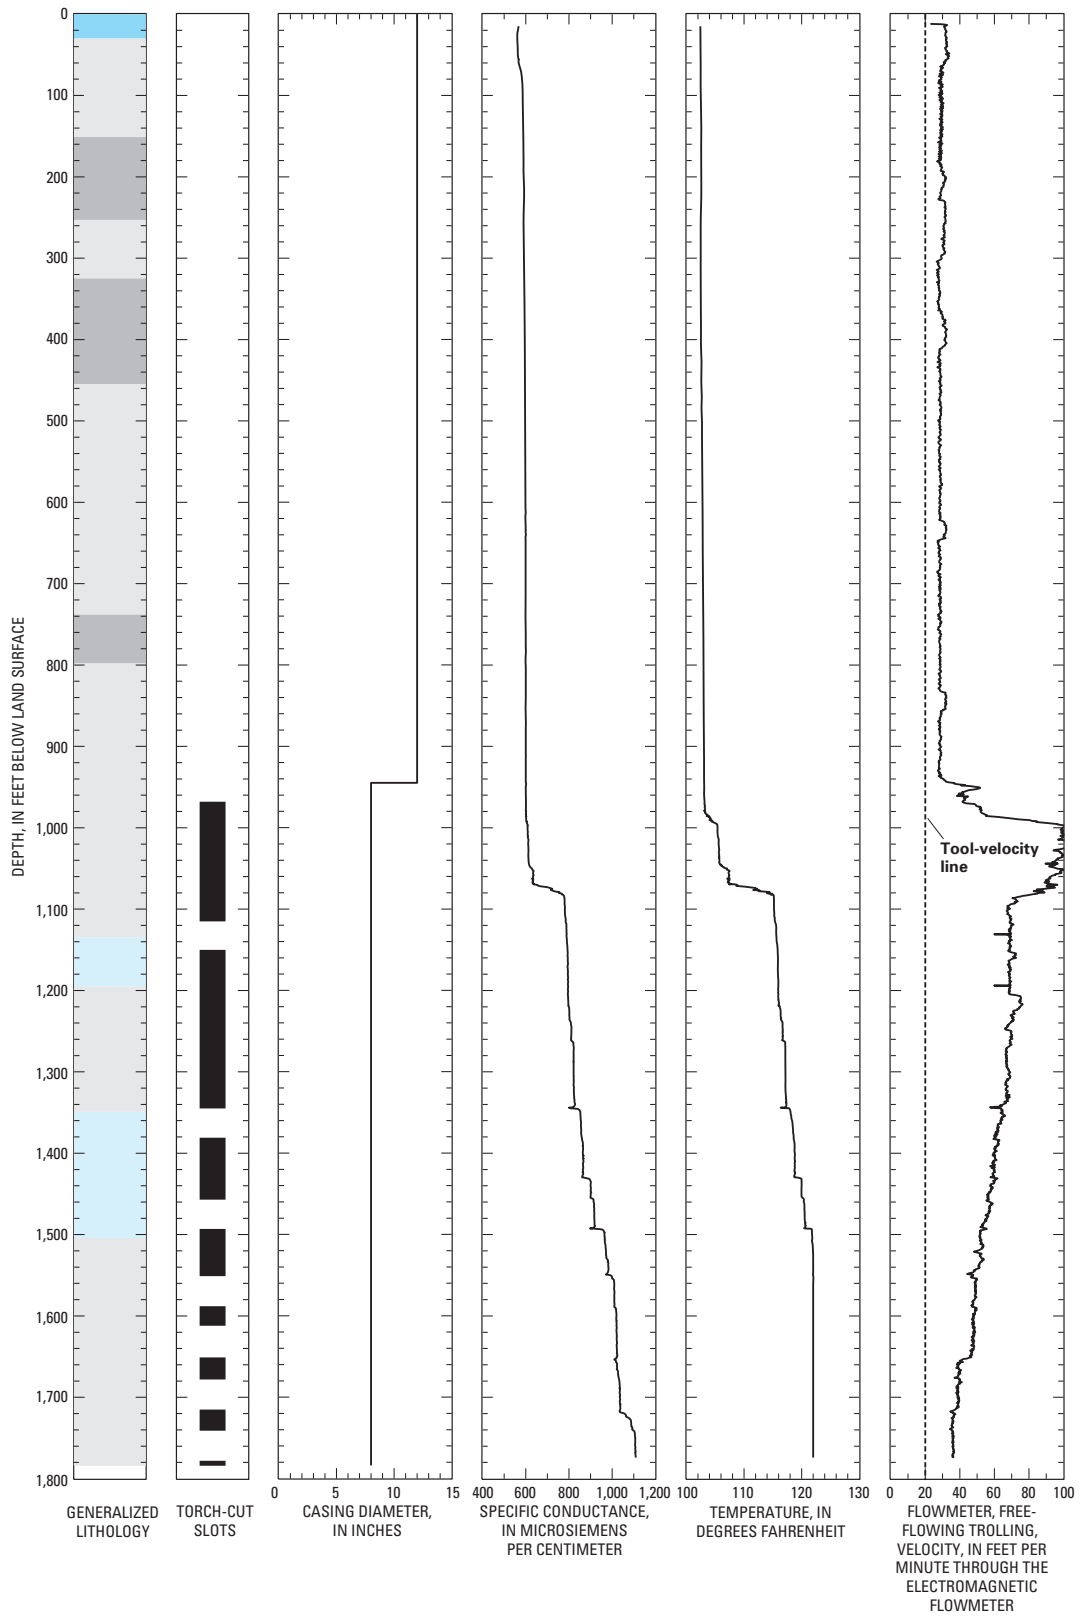 DEPTH, IN FEET BELOW LAND SURFACE
0
100
200
300
400
500
600
700
800
900
1,000
1,100
1,200
1,300
1,400
1,500
1,600
1,700
1,800
Tool-velocity
line
0 5 10 15
400 600 800 1,000 1,200
100 110 120 130
0 20 40 60 80 100
GENERALIZED
LITHOLOGY
TORCH-CUT
SLOTS
CASING DIAMETER,
IN INCHES
SPECIFIC CONDUCTANCE,
IN MICROSIEMENS
PER CENTIMETER
TEMPERATURE, IN
DEGREES FAHRENHEIT
FLOWMETER, FREE-
FLOWING TROLLING,
VELOCITY, IN FEET PER
MINUTE THROUGH THE
ELECTROMAGNETIC
FLOWMETER